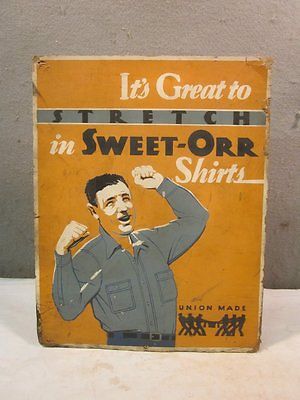 It's Great to
STRETCH
in SWEET-ORR
Shirts
UNION MADE